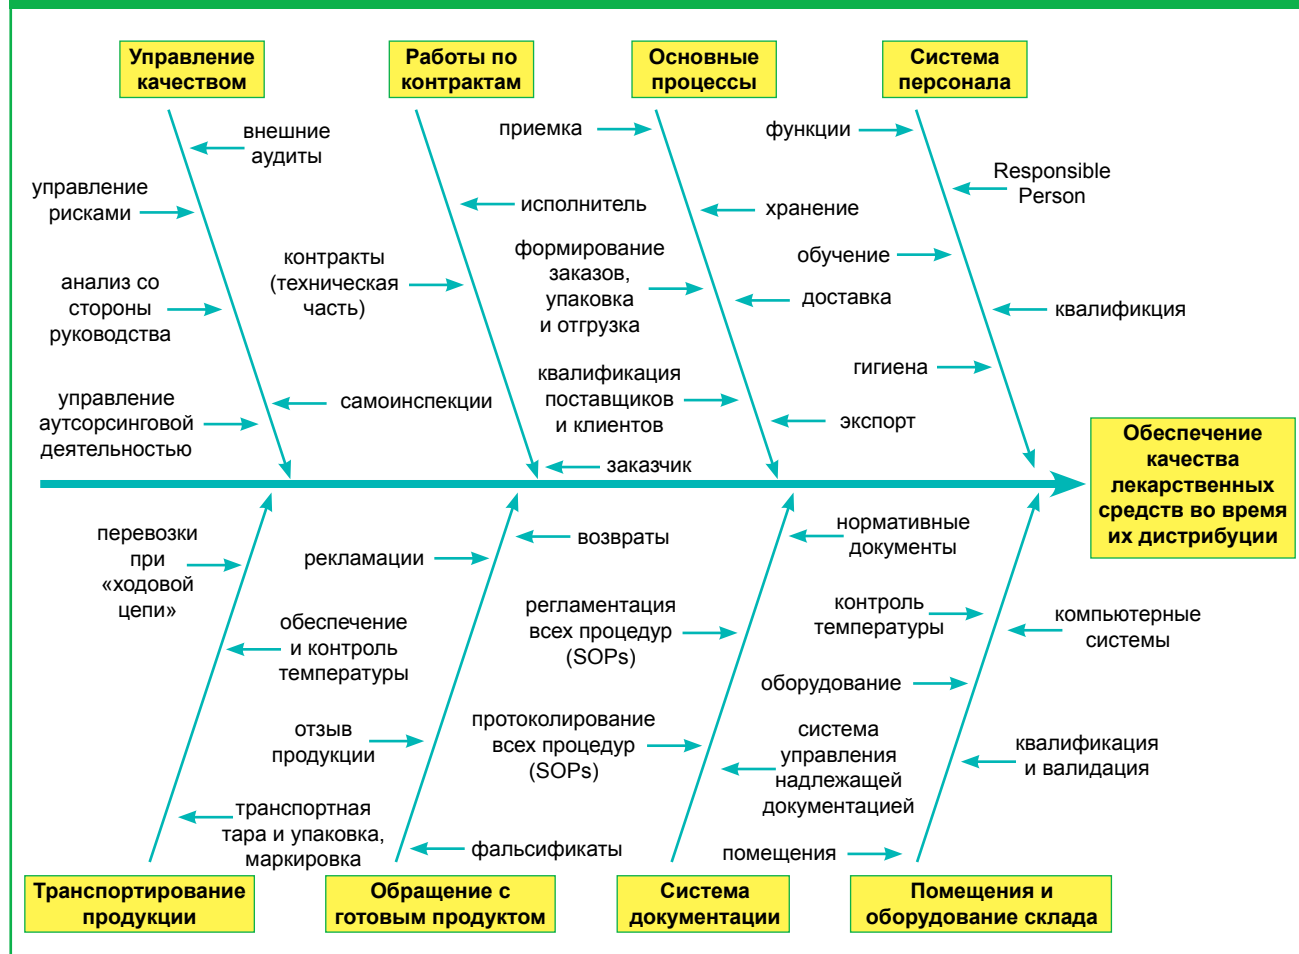 Управление
качеством
Работы по
контрактам
Основные
процессы
Система
персонала
внешние
аудиты
управление
рисками
анализ со
стороны
руководства
управление
аутсорсинговой
деятельностью
самоинспекции
исполнитель
контракты
(техническая
часть)
заказчик
приемка
хранение
формирование
заказов,
упаковка
и отгрузка
доставка
квалификация
поставщиков
и клиентов
экспорт
функции
Responsible
Person
обучение
квалификция
гигиена
Обеспечение
качества
лекарственных
средств во время
их дистрибуции
перевозки
при
«ходовой
цепи»
обеспечение
и контроль
температуры
транспортная
тара и упаковка,
маркировка
возвраты
рекламации
отзыв
продукции
фальсификаты
нормативные
документы
регламентация
всех процедур
(SOPs)
протоколирование
всех процедур
(SOPs)
система
управления
надлежащей
документацией
контроль
температуры
компьютерные
системы
оборудование
квалификация
и валидация
помещения
Транспортирование
продукции
Обращение с
готовым продуктом
Система
документации
Помещения и
оборудование склада